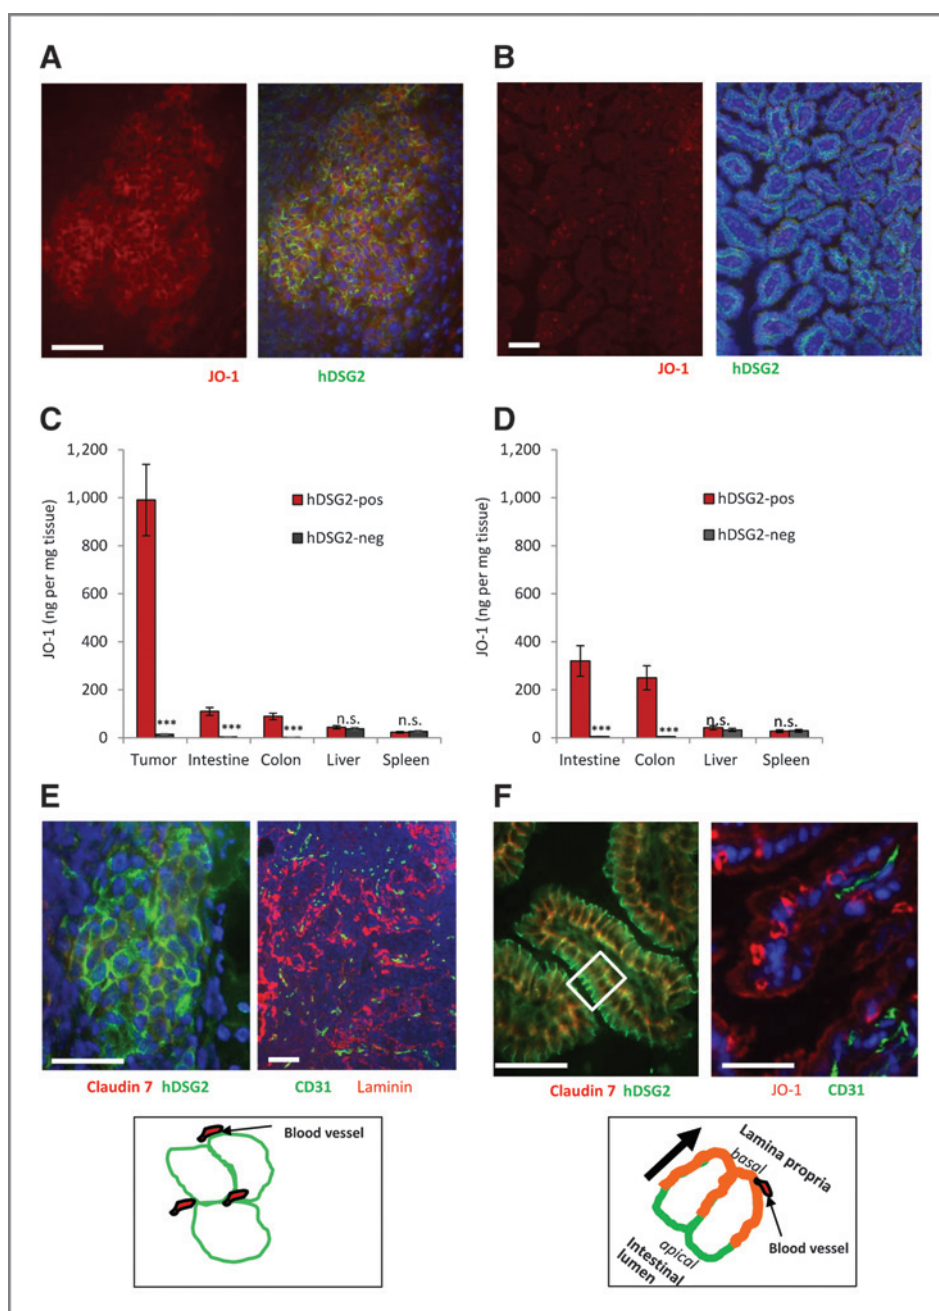 A
B
JO-1
hDSG2
JO-1
hDSG2
C
D
JO-1 (ng per mg tissue)
1,200
1,000
800
600
400
200
0
hDSG2-pos
hDSG2-neg
***
***
***
n.s.
n.s.
Tumor
Intestine
Colon
Liver
Spleen
JO-1 (ng per mg tissue)
1,200
1,000
800
600
400
200
0
hDSG2-pos
hDSG2-neg
***
***
n.s.
n.s.
Intestine
Colon
Liver
Spleen
E
F
Claudin 7 hDSG2
CD31 Laminin
Claudin 7 hDSG2
JO-1 CD31
Blood vessel
Lamina propria
basal
apical
Intestinal
lumen
Blood vessel